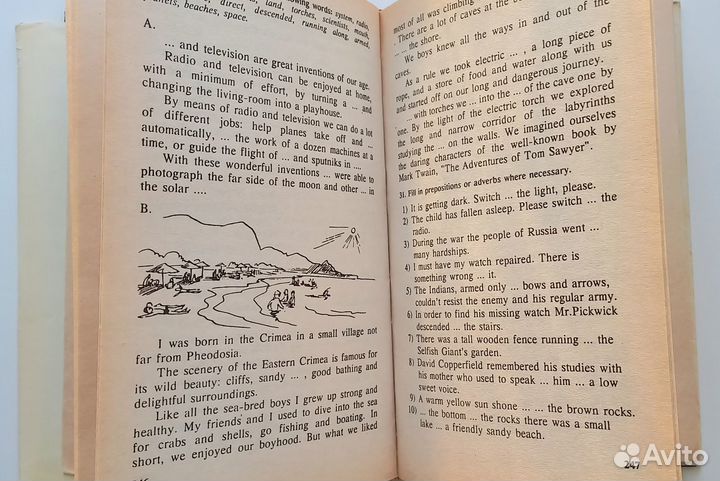 following words: system, radio,
planets, direct, descended, running along, armed,
beaches, space. land, torches, scientists, mouth,
A.
... and television are great inventions of our age.
Radio and television can be enjoyed at home,
with a minimum of effort, by turning a ... and
changing the living-room into a playhouse.
By means of radio and television we can do a lot
of different jobs: help planes take off and ...
automatically, ... the work of a dozen machines at a
time, or guide the flight of ... and sputniks in ....
With these wonderful inventions ... were able to
photograph the far side of the moon and other ... in
the solar ....
B.
I was born in the Crimea in a small village not
far from Pheodosia.
The scenery of the Eastern Crimea is famous for
its wild beauty: cliffs, sandy ... , good bathing and
delightful surroundings.
Like all the sea-bred boys I grew up strong and
healthy. My friends and I used to dive into the sea
for crabs and shells, go fishing and boating. In
short, we enjoyed our boyhood. But what we liked
most of all was climbing
. There are a lot of caves at the
... the shore.
We boys knew all the ways in and out of the
caves.
As a rule we took electric ... , a long piece of
rope, and a store of food and water along with us
and started off on our long and dangerous journey.
... with torches we ... into the ... of the cave one
by one. By the light of the electric torch we explored
the long and narrow corridor of the labyrinths
studying the ... on the walls. We imagined ourselves
the daring characters of the well-known book by
Mark Twain, "The Adventures of Tom Sawyer".
31. Fill in prepositions or adverbs where necessary.
1) It is getting dark. Switch ... the light, please.
2) The child has fallen asleep. Please switch ... the
radio.
3) During the war the people of Russia went ...
many hardships.
4) I must have my watch repaired. There is
something wrong ... it.
5) The Indians, armed only ... bows and arrows,
couldn't resist the enemy and his regular army.
6) In order to find his missing watch Mr.Pickwick
descended ... the stairs.
7) There was a tall wooden fence running ... the
Selfish Giant's garden.
8) David Copperfield remembered his studies with
his mother who used to speak ... him ... a low
sweet voice.
9) A warm yellow sun shone ... ... the brown rocks.
10) ... the bottom ... the rocks there was a small
lake ... a friendly sandy beach.
247
Avito